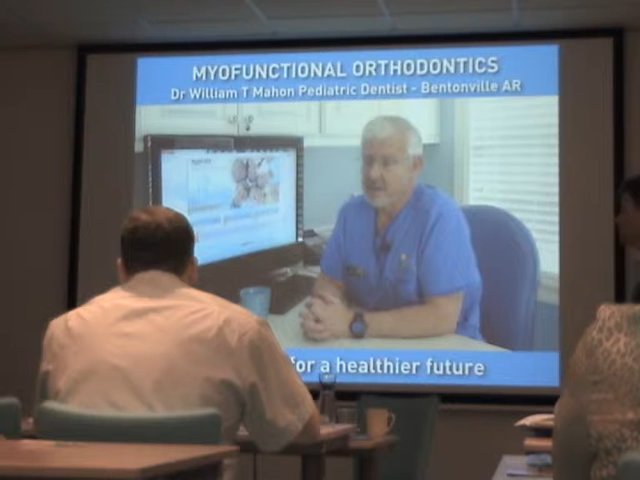 MYOFUNCTIONAL ORTHODONTICS
Dr William T Mahon Pediatric Dentist - Bentonville AR
for a healthier future